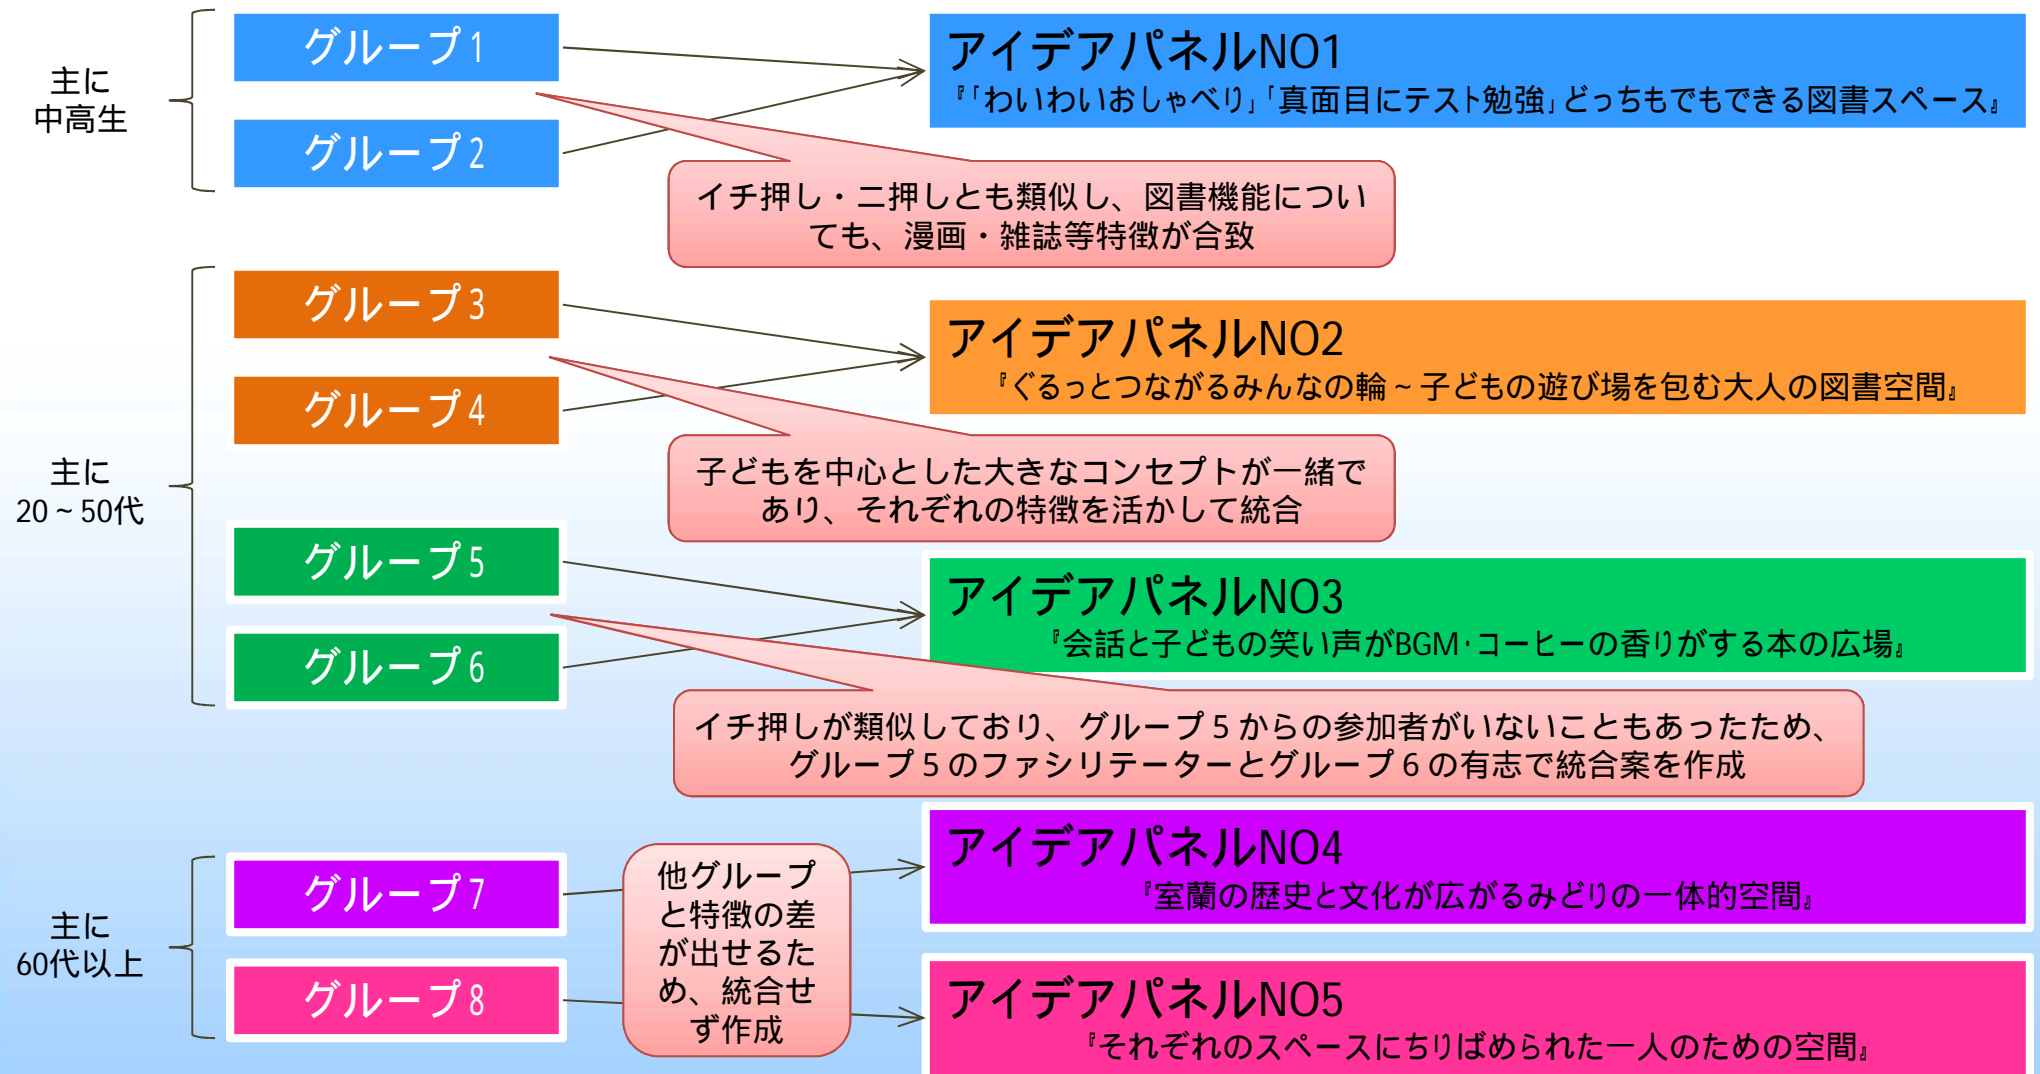 主に
中高生
グループ1
グループ2
アイデアパネルNO1
『「わいわいおしゃべり」「真面目にテスト勉強」どっちもでもできる図書スペース』
イチ押し・二押しとも類似し、図書機能につい
ても、漫画・雑誌等特徴が合致
主に
20~50代
グループ3
グループ4
アイデアパネルNO2
『ぐるっとつながるみんなの輪~子どもの遊び場を包む大人の図書空間』
子どもを中心とした大きなコンセプトが一緒で
あり、それぞれの特徴を活かして統合
グループ5
グループ6
アイデアパネルNO3
『会話と子どもの笑い声がBGM・コーヒーの香りがする本の広場』
イチ押しが類似しており、グループ5からの参加者がいないこともあったため、
グループ5のファシリテーターとグループ6の有志で統合案を作成
主に
60代以上
グループ7
グループ8
他グループ
と特徴の差
が出せるた
め、統合せ
ず作成
アイデアパネルNO4
『室蘭の歴史と文化が広がるみどりの一体的空間』
アイデアパネルNO5
『それぞれのスペースにちりばめられた一人のための空間』